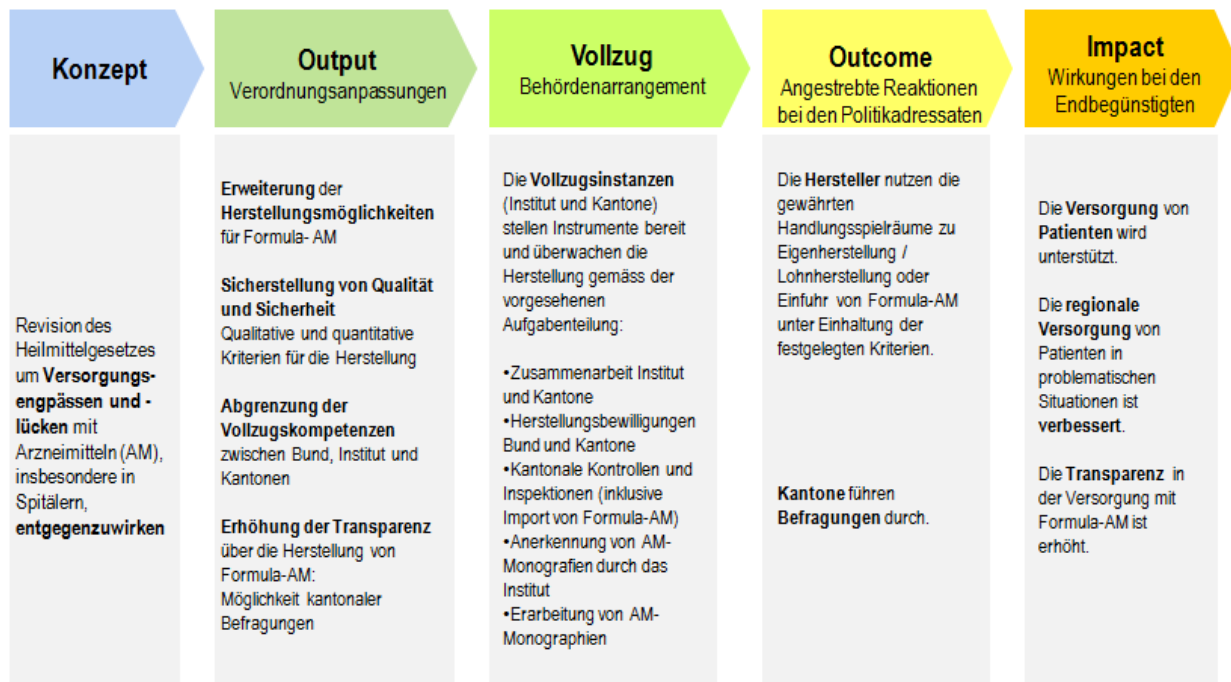 Konzept
Revision des
Heilmittelgesetzes
um Versorgungs-
engpässen und -
lücken mit
Arzneimitteln (AM),
insbesondere in
Spitälern,
entgegenzuwirken
Output
Verordnungsanpassungen
Erweiterung der
Herstellungsmöglichkeiten
für Formula- AM
Sicherstellung von Qualität
und Sicherheit
Qualitative und quantitative
Kriterien für die Herstellung
Abgrenzung der
Vollzugskompetenzen
zwischen Bund, Institut und
Kantonen
Erhöhung der Transparenz
über die Herstellung von
Formula-AM:
Möglichkeit kantonaler
Befragungen
Vollzug
Behördenarrangement
Die Vollzugsinstanzen
(Institut und Kantone)
stellen Instrumente bereit
und überwachen die
Herstellung gemäss der
vorgesehenen
Aufgabenteilung:
•Zusammenarbeit Institut
und Kantone
•Herstellungsbewilligungen
Bund und Kantone
•Kantonale Kontrollen und
Inspektionen (inklusive
Import von Formula-AM)
•Anerkennung von AM-
Monografien durch das
Institut
•Erarbeitung von AM-
Monographien
Outcome
Angestrebte Reaktionen
bei den Politikadressaten
Die Hersteller nutzen die
gewährten
Handlungsspielräume zu
Eigenherstellung /
Lohnherstellung oder
Einfuhr von Formula-AM
unter Einhaltung der
festgelegten Kriterien.
Kantone führen
Befragungen durch.
Impact
Wirkungen bei den
Endbegünstigten
Die Versorgung von
Patienten wird
unterstützt.
Die regionale
Versorgung von
Patienten in
problematischen
Situationen ist
verbessert.
Die Transparenz in
der Versorgung mit
Formula-AM ist
erhöht.